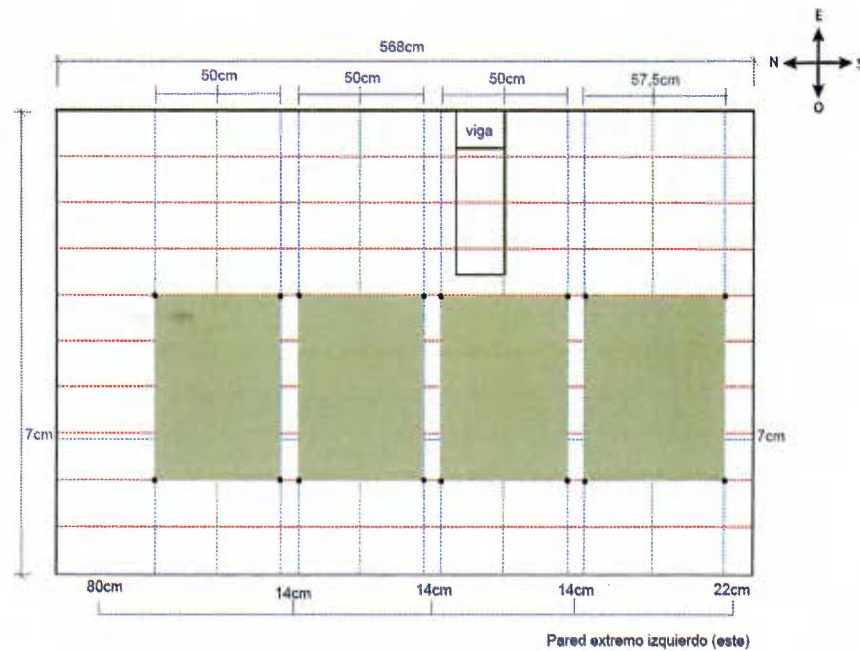 E
568cm
N
S
50cm 50cm 50cm 57,5cm
O
viga
7cm 7cm
80cm 14cm 14cm 14cm 22cm
Pared extremo izquierdo (este)